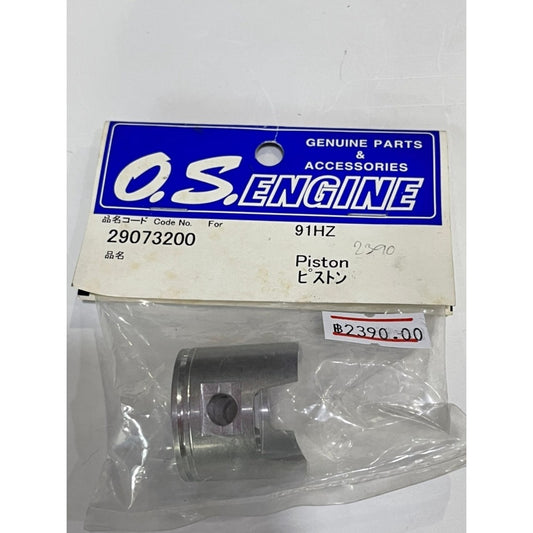 GENUINE PARTS
&
ACCESSORIES
O.S.ENGINE
品名コード Code No. For
29073200 91HZ
2390
品名 Piston
ピストン
฿2390.00